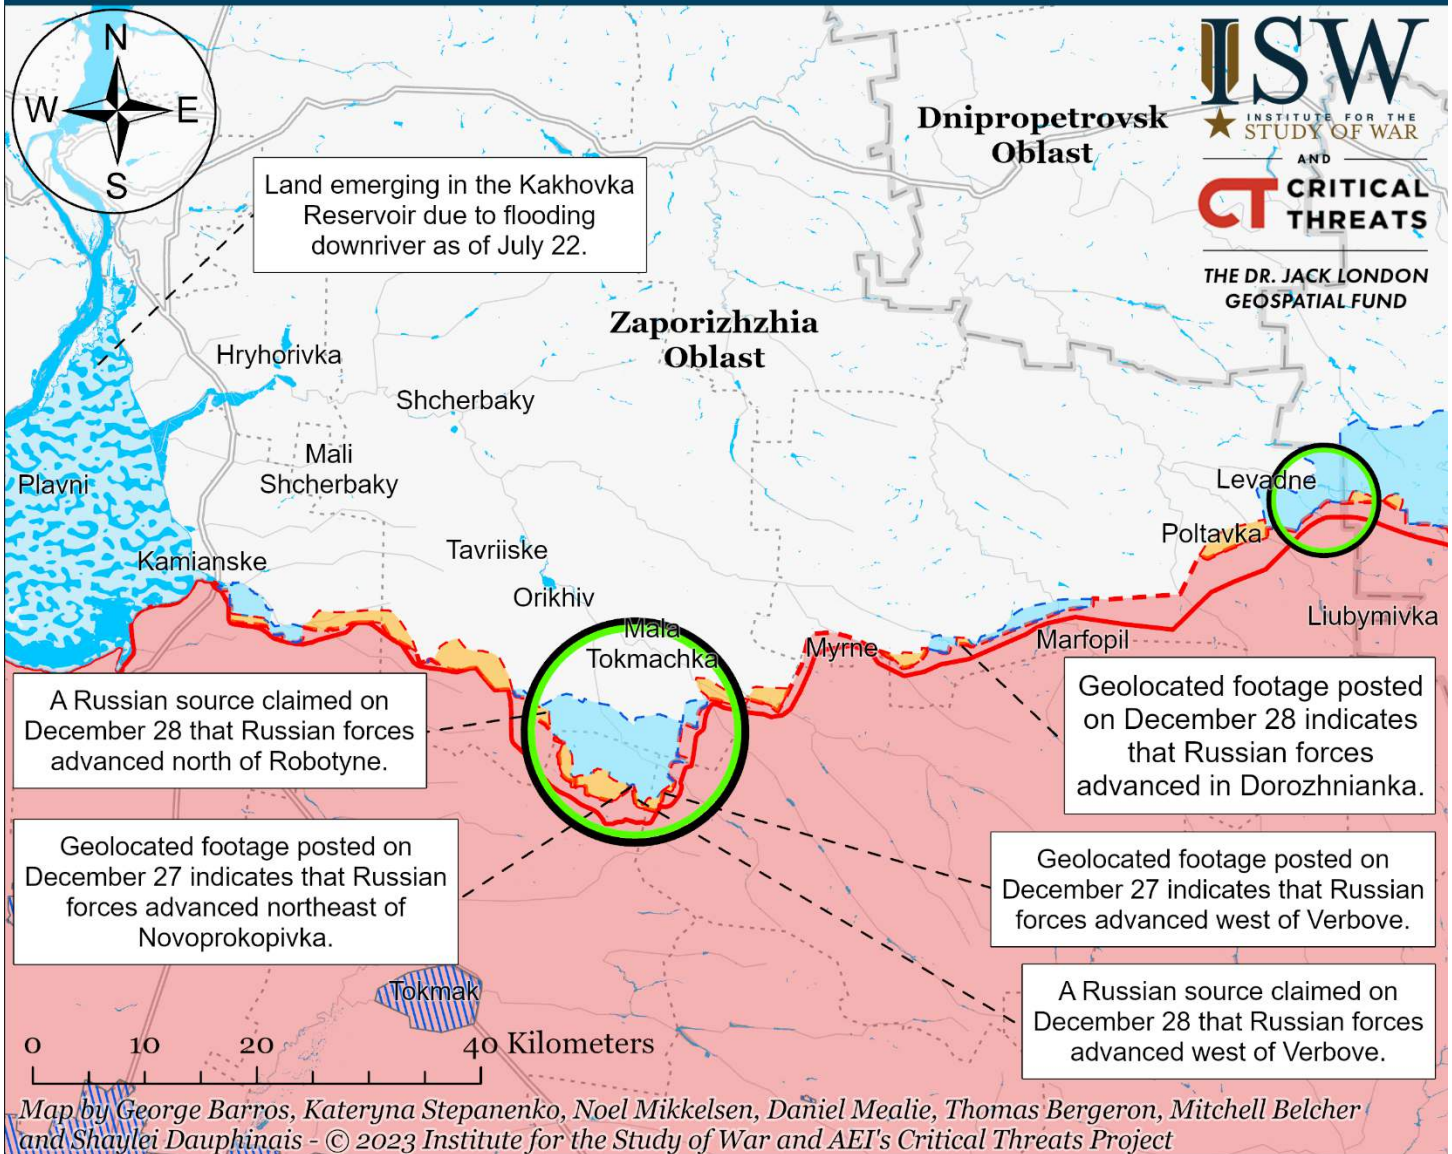 N
W E
S
ISW
INSTITUTE FOR THE
STUDY OF WAR
AND
CT CRITICAL
THREATS
THE DR. JACK LONDON
GEOSPATIAL FUND
Dnipropetrovsk
Oblast
Land emerging in the Kakhovka
Reservoir due to flooding
downriver as of July 22.
Zaporizhzhia
Oblast
Hryhorivka
Shcherbaky
Mali
Shcherbaky
Plavni
Levadne
Poltavka
Kamianske
Tavriiske
Orikhiv
Mala
Tokmachka
Myrne
Marfopil
Liubymivka
A Russian source claimed on
December 28 that Russian forces
advanced north of Robotyne.
Geolocated footage posted
on December 28 indicates
that Russian forces
advanced in Dorozhnianka.
Geolocated footage posted on
December 27 indicates that Russian
forces advanced northeast of
Novoprokopivka.
Geolocated footage posted on
December 27 indicates that Russian
forces advanced west of Verbove.
A Russian source claimed on
December 28 that Russian forces
advanced west of Verbove.
Tokmak
0 10 20 40 Kilometers
Map by George Barros, Kateryna Stepanenko, Noel Mikkelsen, Daniel Mealie, Thomas Bergeron, Mitchell Belcher
and Shaylei Dauphinais - © 2023 Institute for the Study of War and AEI's Critical Threats Project